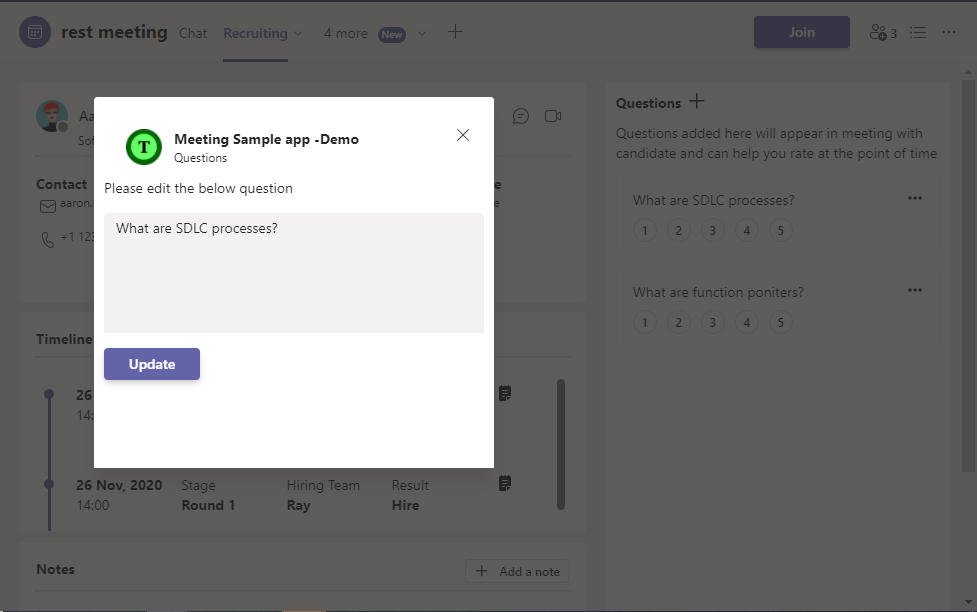 rest meeting Chat Recruiting 4 more New Join 3
T Meeting Sample app -Demo
Questions
Please edit the below question
What are SDLC processes?
Update
Contact
aaron.
+1 123
Timeline
26
14:
26 Nov, 2020 Stage Hiring Team Result
14:00 Round 1 Ray Hire
Notes
Add a note
Questions
Questions added here will appear in meeting with
candidate and can help you rate at the point of time
What are SDLC processes?
1 2 3 4 5
What are function poniters?
1 2 3 4 5